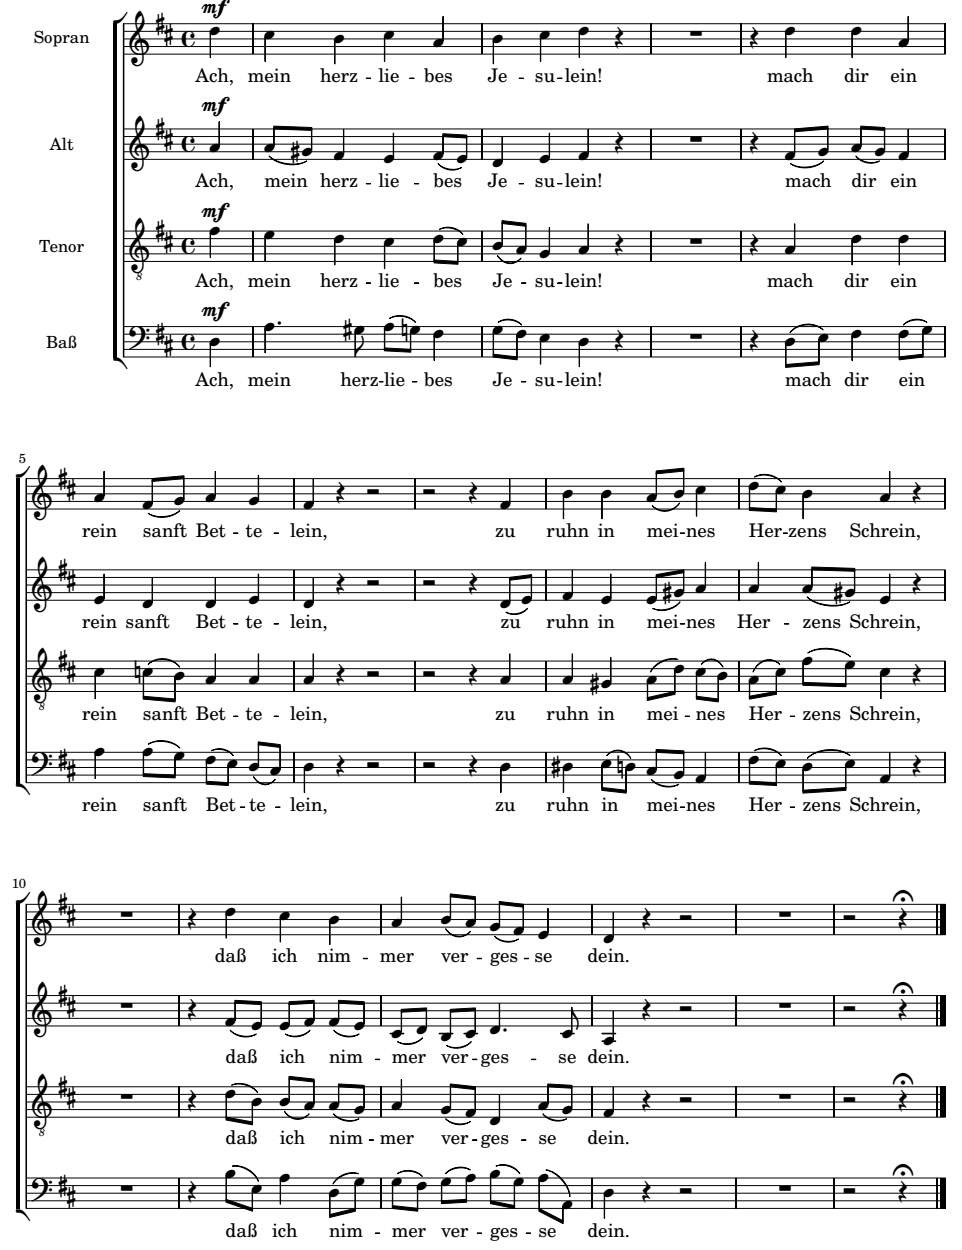 mf
Sopran
Ach, mein herz - lie - bes Je - su - lein! mach dir ein
mf
Alt
Ach, mein herz - lie - bes Je - su - lein! mach dir ein
mf
Tenor
8
Ach, mein herz - lie - bes Je - su - lein! mach dir ein
mf
Baß
Ach, mein herz - lie - bes Je - su - lein! mach dir ein
5
rein sanft Bet - te - lein, zu ruhn in mei - nes Her - zens Schrein,
rein sanft Bet - te - lein, zu ruhn in mei - nes Her - zens Schrein,
8
rein sanft Bet - te - lein, zu ruhn in mei - nes Her - zens Schrein,
rein sanft Bet - te - lein, zu ruhn in mei - nes Her - zens Schrein,
10
daß ich nim - mer ver - ges - se dein.
daß ich nim - mer ver - ges - se dein.
8
daß ich nim - mer ver - ges - se dein.
daß ich nim - mer ver - ges - se dein.